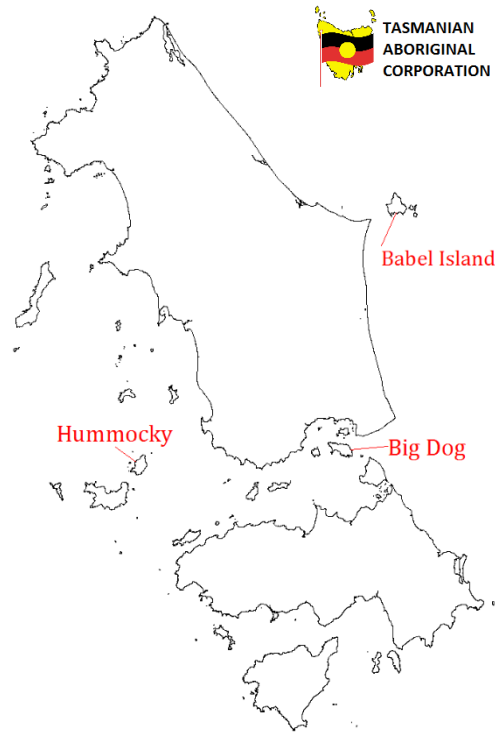 TASMANIAN
ABORIGINAL
CORPORATION
Babel Island
Hummocky
Big Dog